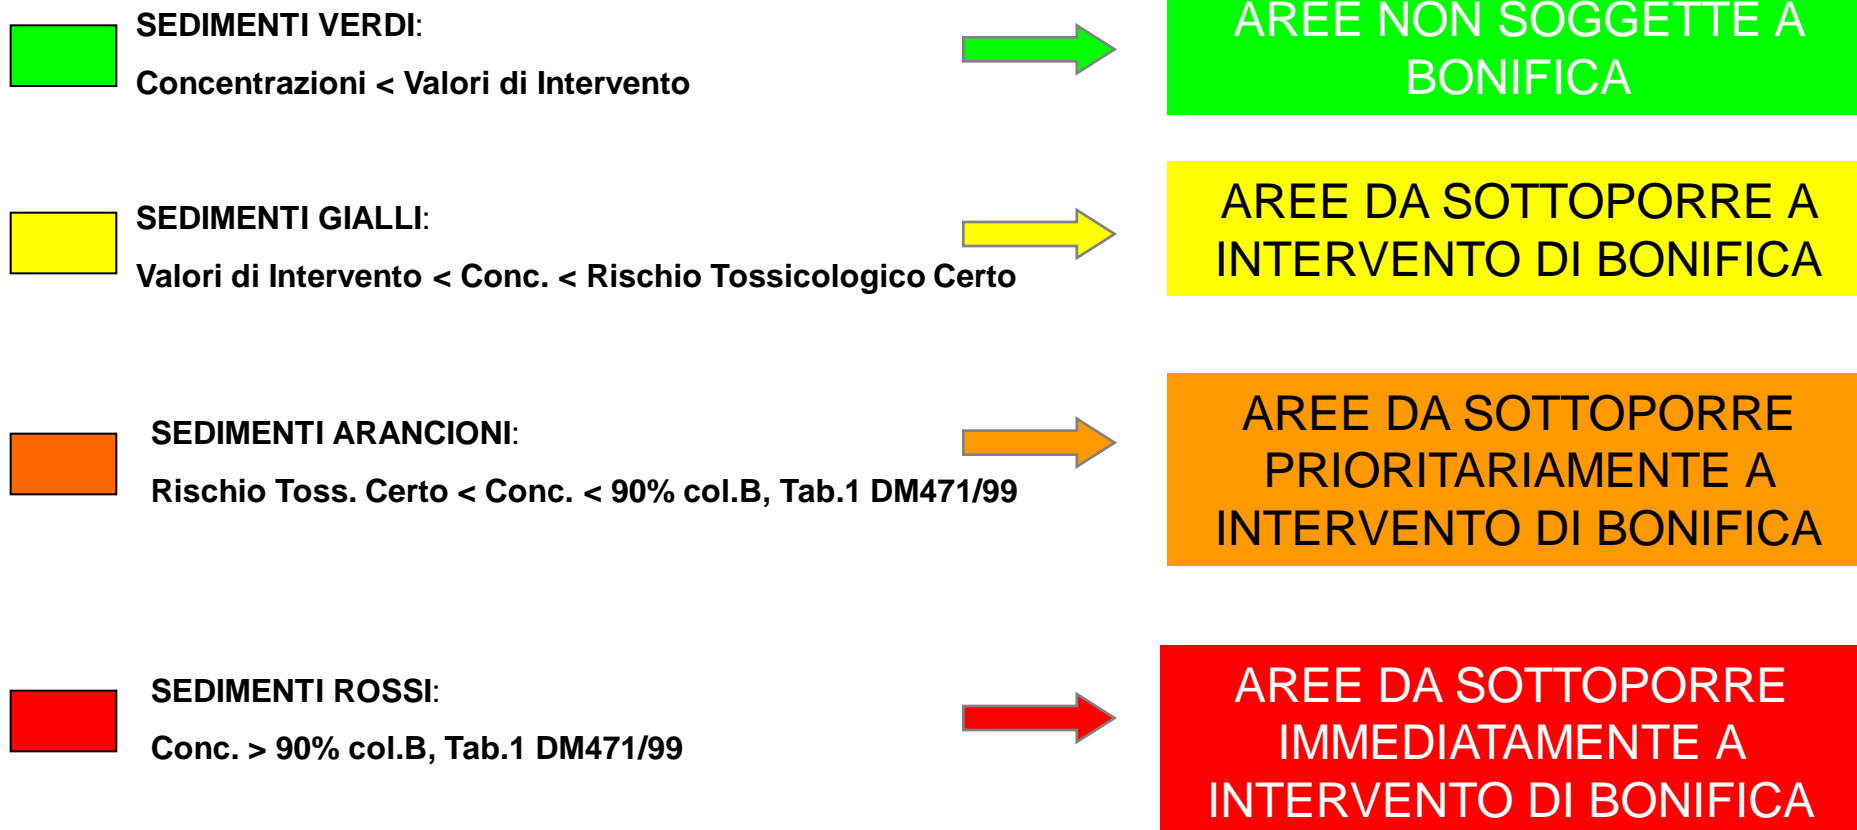 SEDIMENTI VERDI:
Concentrazioni < Valori di Intervento
AREE NON SOGGETTE A
BONIFICA
SEDIMENTI GIALLI:
Valori di Intervento < Conc. < Rischio Tossicologico Certo
AREE DA SOTTOPORRE A
INTERVENTO DI BONIFICA
SEDIMENTI ARANCIONI:
Rischio Toss. Certo < Conc. < 90% col.B, Tab.1 DM471/99
AREE DA SOTTOPORRE
PRIORITARIAMENTE A
INTERVENTO DI BONIFICA
SEDIMENTI ROSSI:
Conc. > 90% col.B, Tab.1 DM471/99
AREE DA SOTTOPORRE
IMMEDIATAMENTE A
INTERVENTO DI BONIFICA